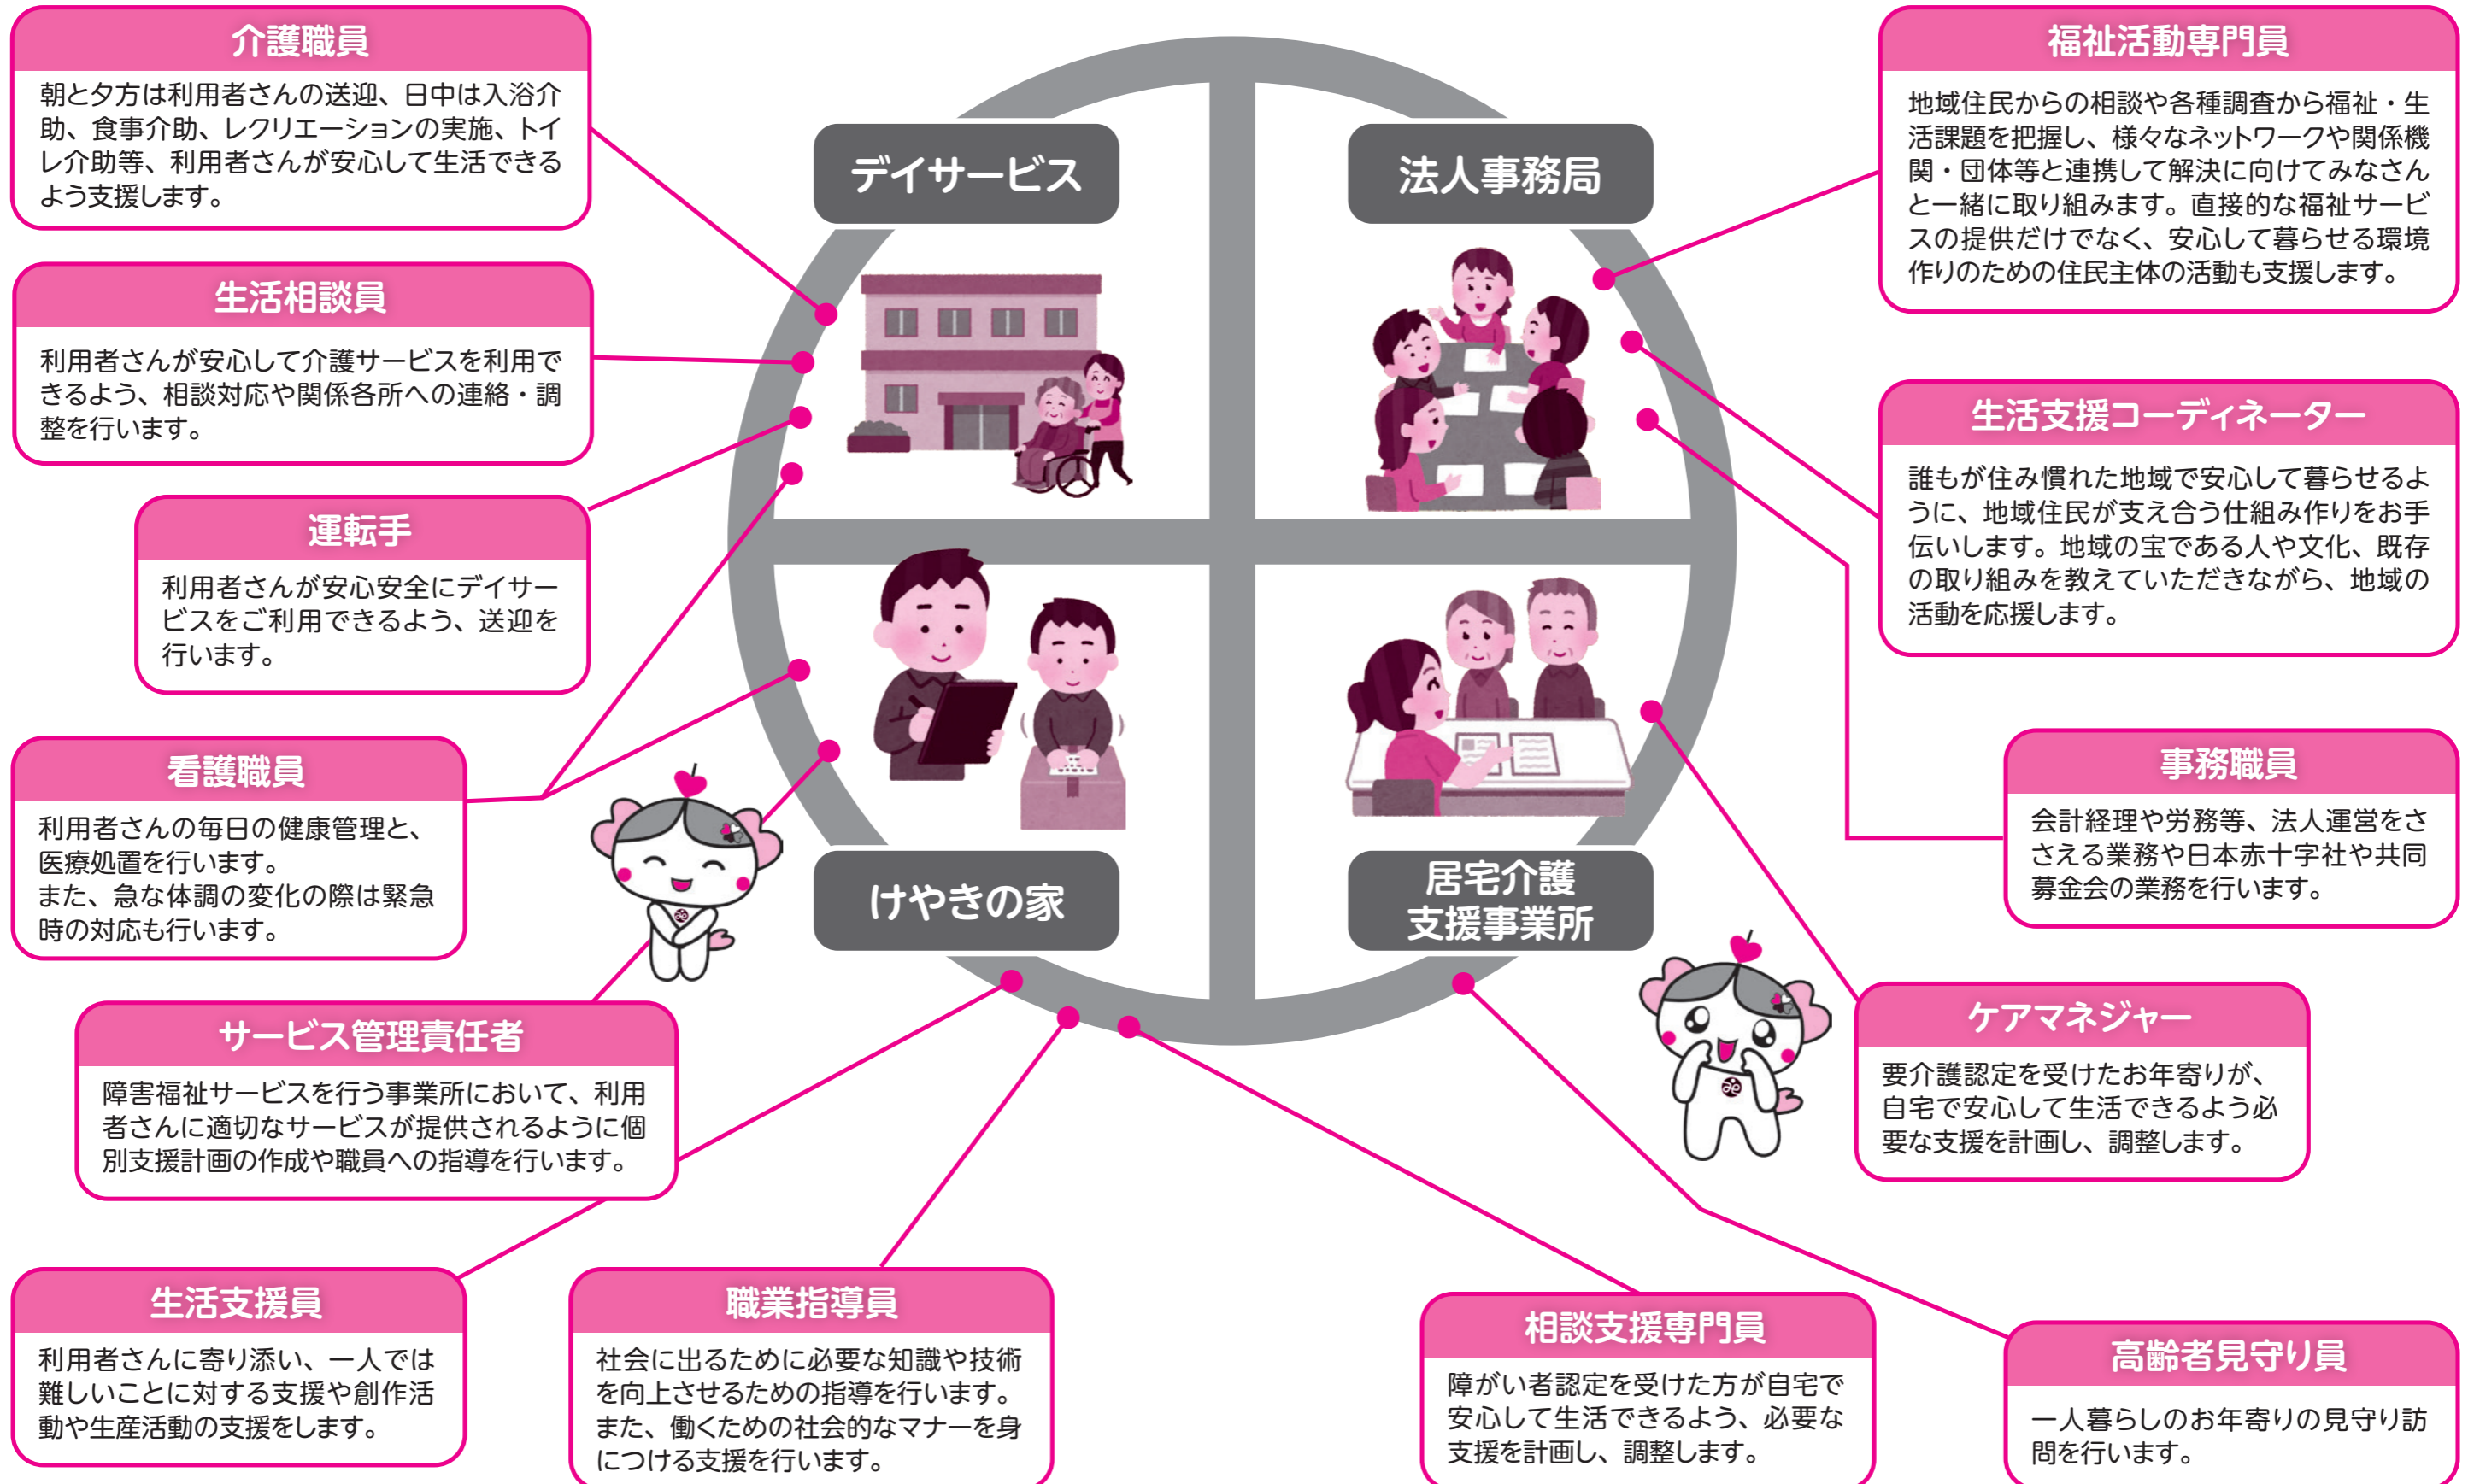 介護職員
朝と夕方は利用者さんの送迎、日中は入浴介
助、食事介助、レクリエーションの実施、トイ
レ介助等、利用者さんが安心して生活できる
よう支援します。
生活相談員
利用者さんが安心して介護サービスを利用で
きるよう、相談対応や関係各所への連絡・調
整を行います。
運転手
利用者さんが安心安全にデイサー
ビスをご利用できるよう、送迎を
行います。
看護職員
利用者さんの毎日の健康管理と、
医療処置を行います。
また、急な体調の変化の際は緊急
時の対応も行います。
サービス管理責任者
障害福祉サービスを行う事業所において、利用
者さんに適切なサービスが提供されるように個
別支援計画の作成や職員への指導を行います。
生活支援員
利用者さんに寄り添い、一人では
難しいことに対する支援や創作活
動や生産活動の支援をします。
職業指導員
社会に出るために必要な知識や技術
を向上させるための指導を行います。
また、働くための社会的なマナーを身
につける支援を行います。
デイサービス
法人事務局
けやきの家
居宅介護
支援事業所
福祉活動専門員
地域住民からの相談や各種調査から福祉・生
活課題を把握し、様々なネットワークや関係機
関・団体等と連携して解決に向けてみなさん
と一緒に取り組みます。直接的な福祉サービ
スの提供だけでなく、安心して暮らせる環境
作りのための住民主体の活動も支援します。
生活支援コーディネーター
誰もが住み慣れた地域で安心して暮らせるよ
うに、地域住民が支え合う仕組み作りをお手
伝いします。地域の宝である人や文化、既存
の取り組みを教えていただきながら、地域の
活動を応援します。
事務職員
会計経理や労務等、法人運営をさ
さえる業務や日本赤十字社や共同
募金会の業務を行います。
ケアマネジャー
要介護認定を受けたお年寄りが、
自宅で安心して生活できるよう必
要な支援を計画し、調整します。
相談支援専門員
障がい者認定を受けた方が自宅で
安心して生活できるよう、必要な
支援を計画し、調整します。
高齢者見守り員
一人暮らしのお年寄りの見守り訪
問を行います。